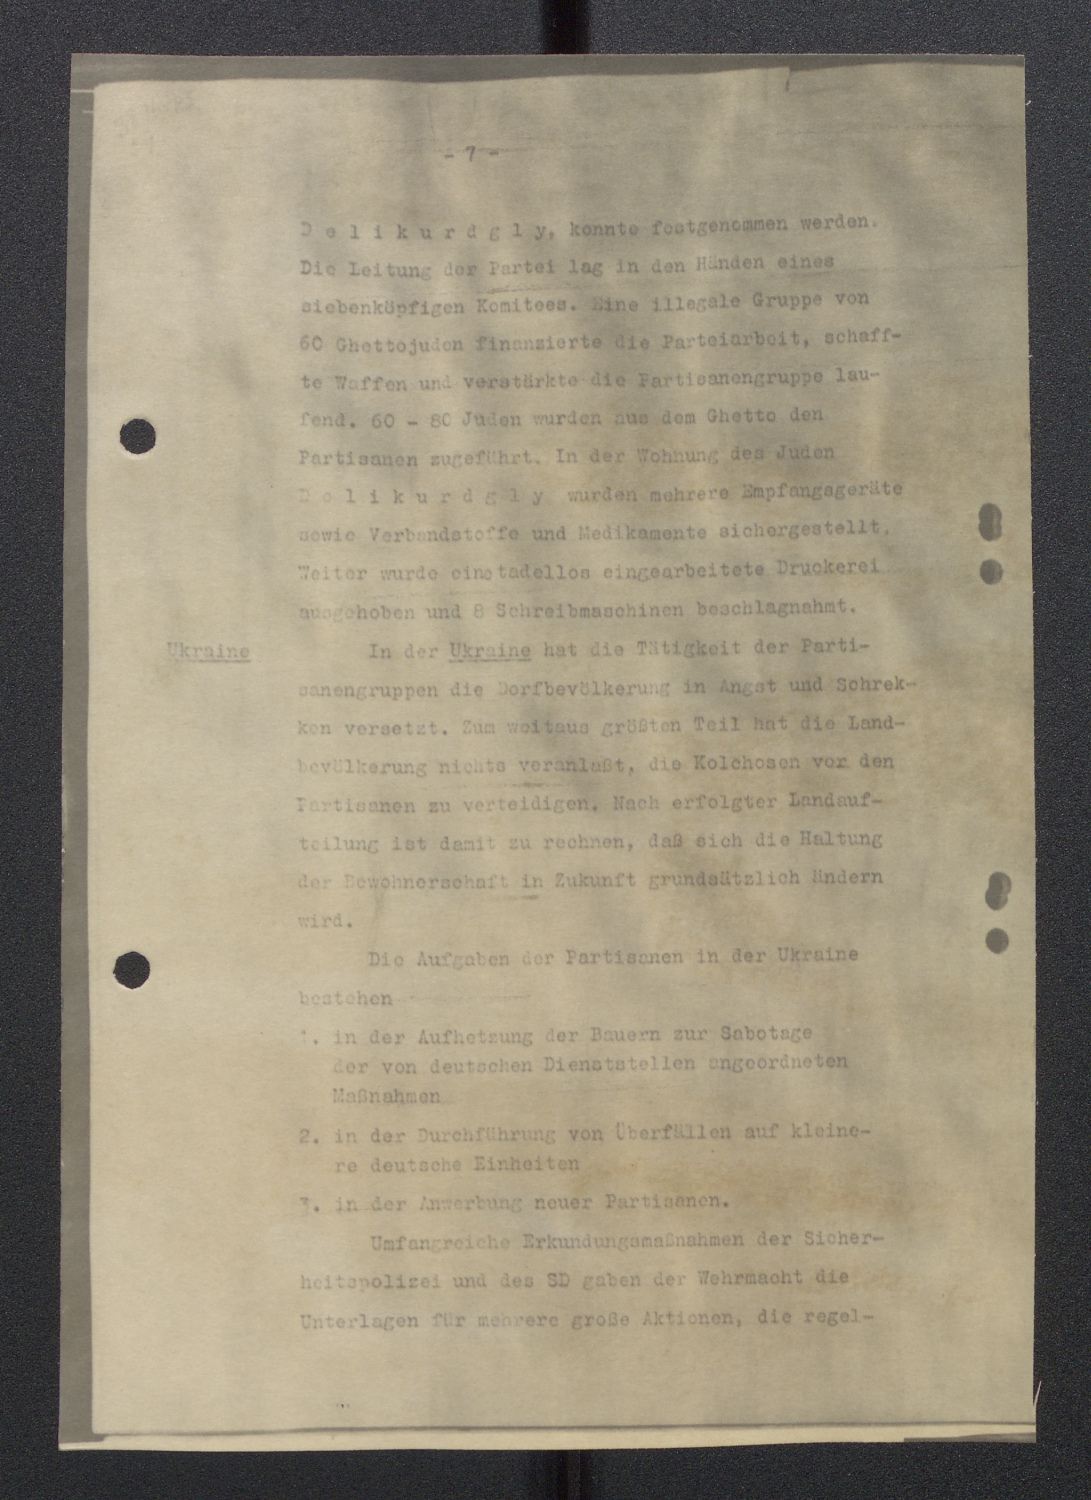 - 7 -
D e l i k u r d g l y, konnte festgenommen werden.
Die Leitung der Partei lag in den Händen eines
siebenköpfigen Komitees. Eine illegale Gruppe von
60 Ghettojuden finanzierte die Parteiarbeit, schaff-
te Waffen und verstärkte die Partisanengruppe lau-
fend. 60 - 80 Juden wurden aus dem Ghetto den
Partisanen zugeführt. In der Wohnung des Juden
D e l i k u r d g l y wurden mehrere Empfangsgeräte
sowie Verbandstoffe und Medikamente sichergestellt.
Weiter wurde eine tadellos eingearbeitete Druckerei
ausgehoben und 8 Schreibmaschinen beschlagnahmt.
Ukraine
In der Ukraine hat die Tätigkeit der Parti-
sanengruppen die Dorfbevölkerung in Angst und Schrek-
ken versetzt. Zum weitaus größten Teil hat die Land-
bevölkerung nichts veranlaßt, die Kolchosen vor den
Partisanen zu verteidigen. Nach erfolgter Landauf-
teilung ist damit zu rechnen, daß sich die Haltung
der Bewohnerschaft in Zukunft grundsätzlich ändern
wird.
Die Aufgaben der Partisanen in der Ukraine
bestehen
1. in der Aufhetzung der Bauern zur Sabotage
der von deutschen Dienststellen angeordneten
Maßnahmen
2. in der Durchführung von Überfällen auf kleine-
re deutsche Einheiten
3. in der Anwerbung neuer Partisanen.
Umfangreiche Erkundungsmaßnahmen der Sicher-
heitspolizei und des SD gaben der Wehrmacht die
Unterlagen für mehrere große Aktionen, die regel-